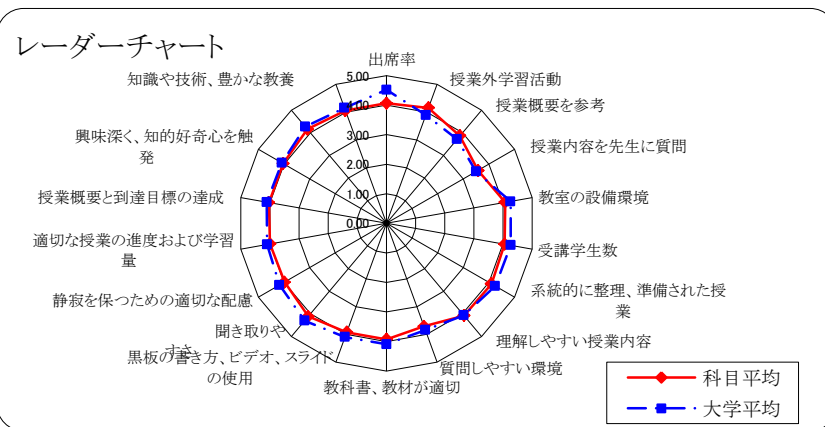 レーダーチャート
出席率
授業外学習活動
授業概要を参考
授業内容を先生に質問
教室の設備環境
受講学生数
系統的に整理、準備された授
業
理解しやすい授業内容
質問しやすい環境
教科書、教材が適切
黒板の書き方、ビデオ、スライド
の使用
聞き取りや
すさ
静寂を保つための適切な配慮
適切な授業の進度および学習
量
授業概要と到達目標の達成
興味深く、知的好奇心を触
発
知識や技術、豊かな教養
5.00
4.00
3.00
2.00
1.00
0.00
科目平均
大学平均